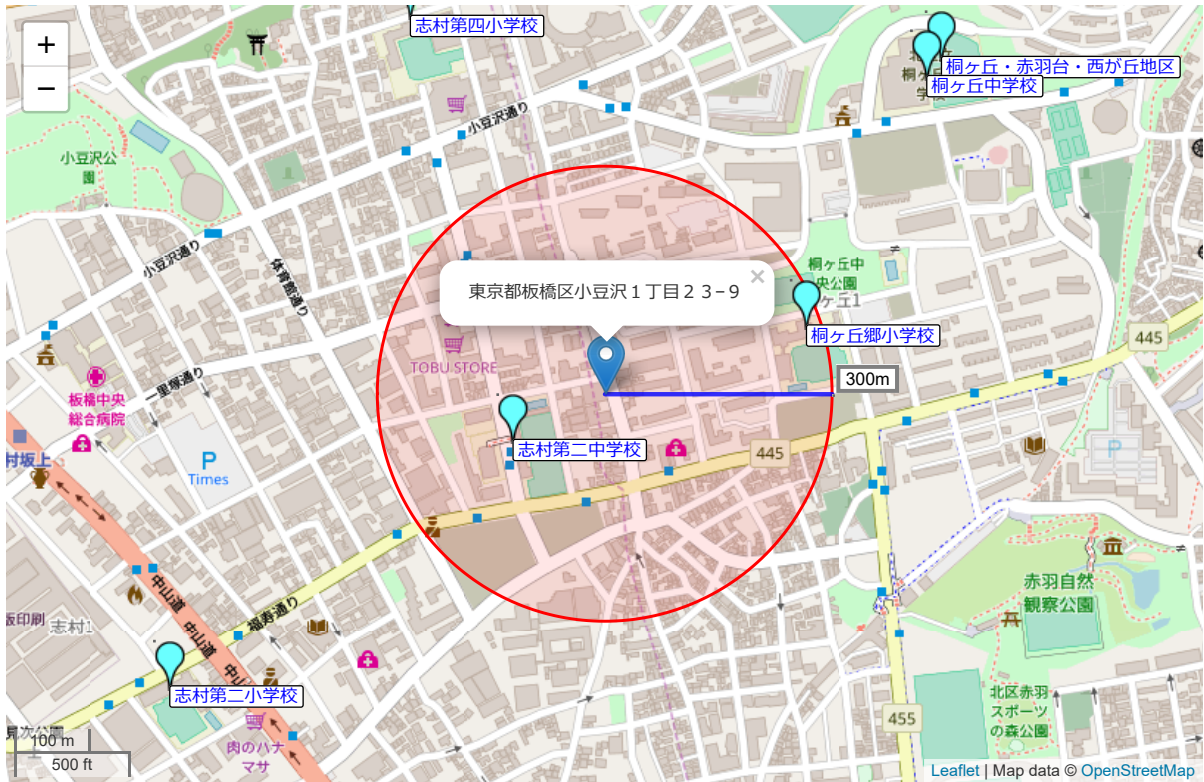 志村第四小学校
+
−
小豆沢通り
桐ヶ丘・赤羽台・西が丘地区
桐ヶ丘中学校
小豆沢公
園
小豆沢通り
体育館通り
桐ヶ丘中
央公園
桐ヶ丘郷小学校
東京都板橋区小豆沢１丁目２３−９
×
TOBU STORE
445
300m
一里塚通り
板橋中央
総合病院
志村第二中学校
445
村坂上
P
Times
P
中山道
赤羽自然
観察公園
福寿通り
志村1
中山道
志村第二小学校
北区赤羽
スポーツ
の森公園
455
肉のハナ
マサ
100 m
500 ft
Leaflet | Map data © OpenStreetMap